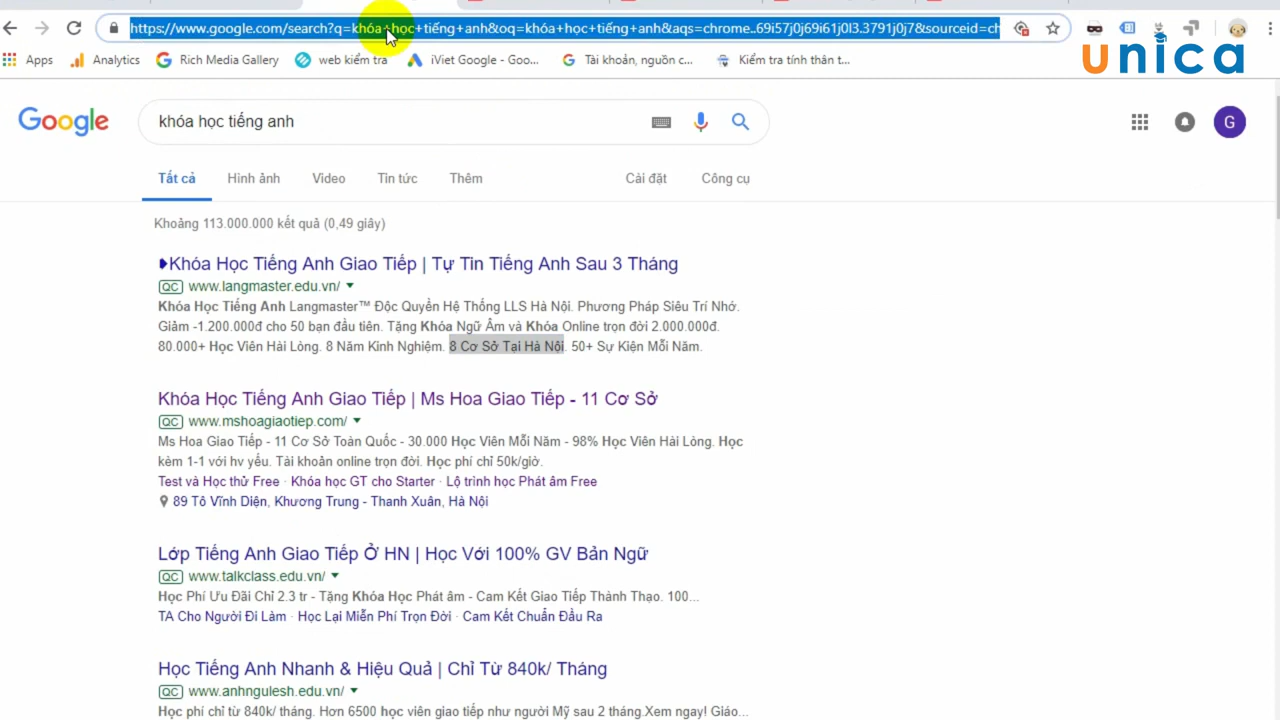 https://www.google.com/search?q=khóa+học+tiếng+anh&oq=khóa+học+tiếng+anh&aqs=chrome..69i57j0j69i61j0l3.3791j0j7&sourceid=ch
Apps Analytics Rich Media Gallery web kiểm tra iViet Google - Goo... Tài khoản, nguồn c... Kiểm tra tính thân t...
unica
Google khóa học tiếng anh G
Tất cả Hình ảnh Video Tin tức Thêm Cài đặt Công cụ
Khoảng 113.000.000 kết quả (0,49 giây)
Khóa Học Tiếng Anh Giao Tiếp | Tự Tin Tiếng Anh Sau 3 Tháng
QC www.langmaster.edu.vn/
Khóa Học Tiếng Anh Langmaster™ Độc Quyền Hệ Thống LLS Hà Nội. Phương Pháp Siêu Trí Nhớ.
Giảm -1.200.000đ cho 50 bạn đầu tiên. Tặng Khóa Ngữ Âm và Khóa Online trọn đời 2.000.000đ.
80.000+ Học Viên Hài Lòng. 8 Năm Kinh Nghiệm. 8 Cơ Sở Tại Hà Nội. 50+ Sự Kiện Mỗi Năm.
Khóa Học Tiếng Anh Giao Tiếp | Ms Hoa Giao Tiếp - 11 Cơ Sở
QC www.mshoagiaotiep.com/
Ms Hoa Giao Tiếp - 11 Cơ Sở Toàn Quốc - 30.000 Học Viên Mỗi Năm - 98% Học Viên Hài Lòng. Học
kèm 1-1 với hv yếu. Tài khoản online trọn đời. Học phí chỉ 50k/giờ.
Test và Học thử Free · Khóa học GT cho Starter · Lộ trình học Phát âm Free
89 Tô Vĩnh Diện, Khương Trung - Thanh Xuân, Hà Nội
Lớp Tiếng Anh Giao Tiếp Ở HN | Học Với 100% GV Bản Ngữ
QC www.talkclass.edu.vn/
Học Phí Ưu Đãi Chỉ 2.3 tr - Tặng Khóa Học Phát âm - Cam Kết Giao Tiếp Thành Thạo. 100...
TA Cho Người Đi Làm · Học Lại Miễn Phí Trọn Đời · Cam Kết Chuẩn Đầu Ra
Học Tiếng Anh Nhanh & Hiệu Quả | Chỉ Từ 840k/ Tháng
QC www.anhngulesh.edu.vn/
Học phí chỉ từ 840k/ tháng. Hơn 6500 học viên giao tiếp như người Mỹ sau 2 tháng.Xem ngay! Giáo...